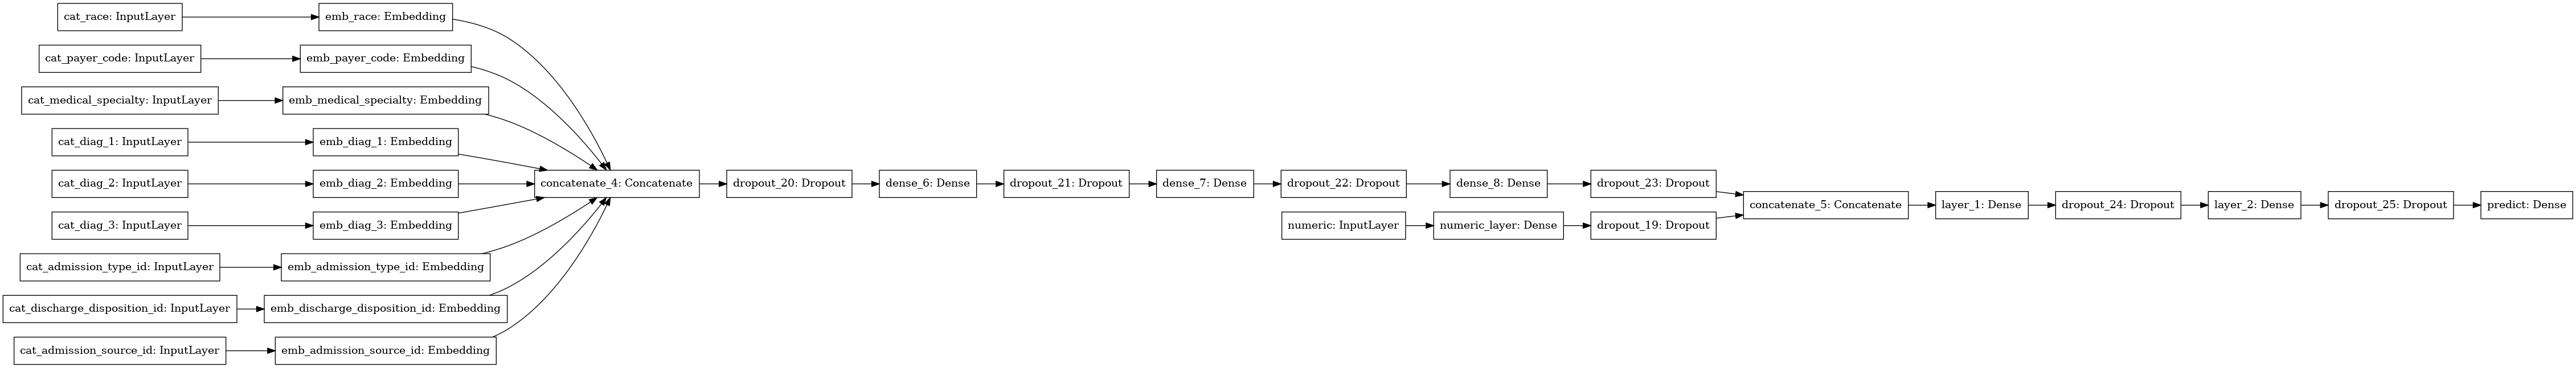 cat_race: InputLayer
emb_race: Embedding
cat_payer_code: InputLayer
emb_payer_code: Embedding
cat_medical_specialty: InputLayer
emb_medical_specialty: Embedding
cat_diag_1: InputLayer
emb_diag_1: Embedding
cat_diag_2: InputLayer
emb_diag_2: Embedding
cat_diag_3: InputLayer
emb_diag_3: Embedding
cat_admission_type_id: InputLayer
emb_admission_type_id: Embedding
cat_discharge_disposition_id: InputLayer
emb_discharge_disposition_id: Embedding
cat_admission_source_id: InputLayer
emb_admission_source_id: Embedding
concatenate_4: Concatenate
dropout_20: Dropout
dense_6: Dense
dropout_21: Dropout
dense_7: Dense
dropout_22: Dropout
dense_8: Dense
dropout_23: Dropout
numeric: InputLayer
numeric_layer: Dense
dropout_19: Dropout
concatenate_5: Concatenate
layer_1: Dense
dropout_24: Dropout
layer_2: Dense
dropout_25: Dropout
predict: Dense